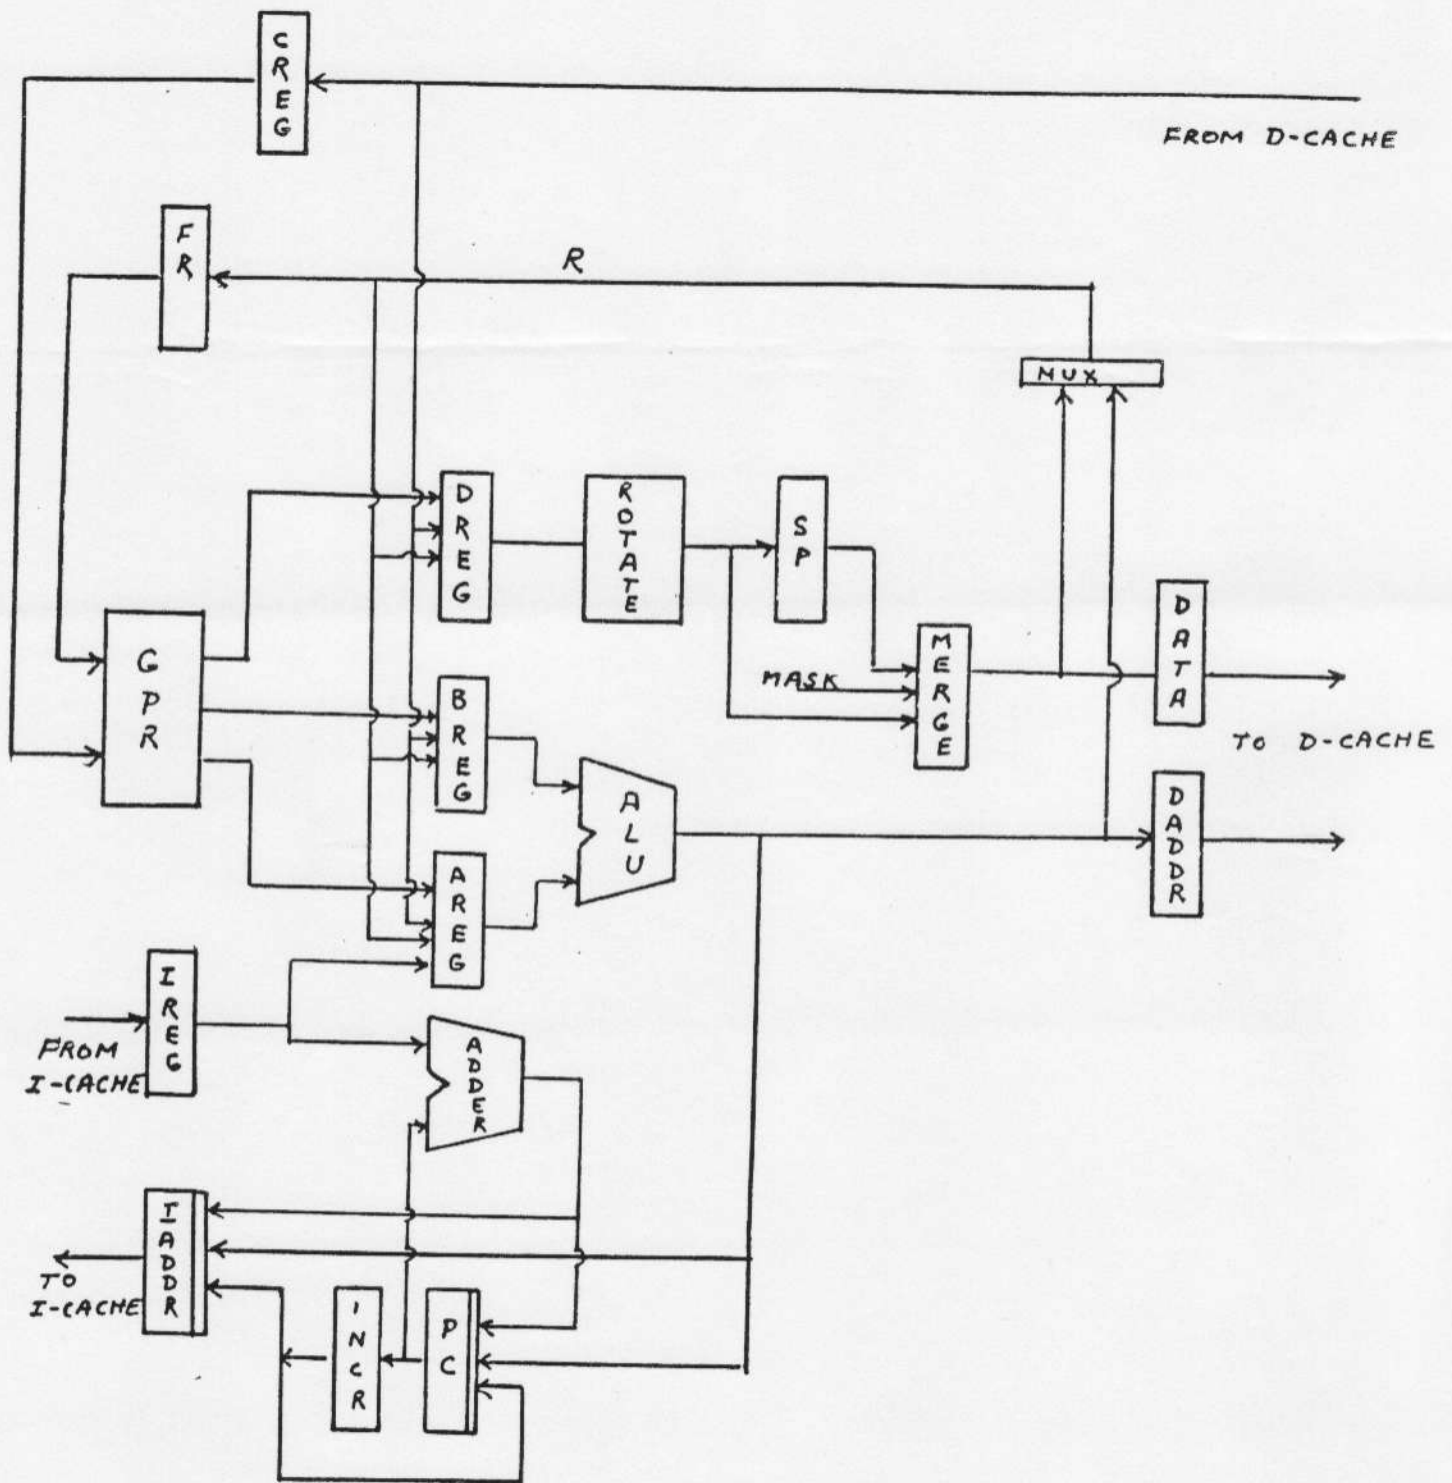 CREG
FROM D-CACHE
FR
R
MUX
DREG
ROTATE
SP
DATA
GPR
MASK
MERGE
BREG
TO D-CACHE
ALU
DADDR
AREG
IREG
FROM
I-CACHE
ADDER
IADDR
TO
I-CACHE
INCR
PC